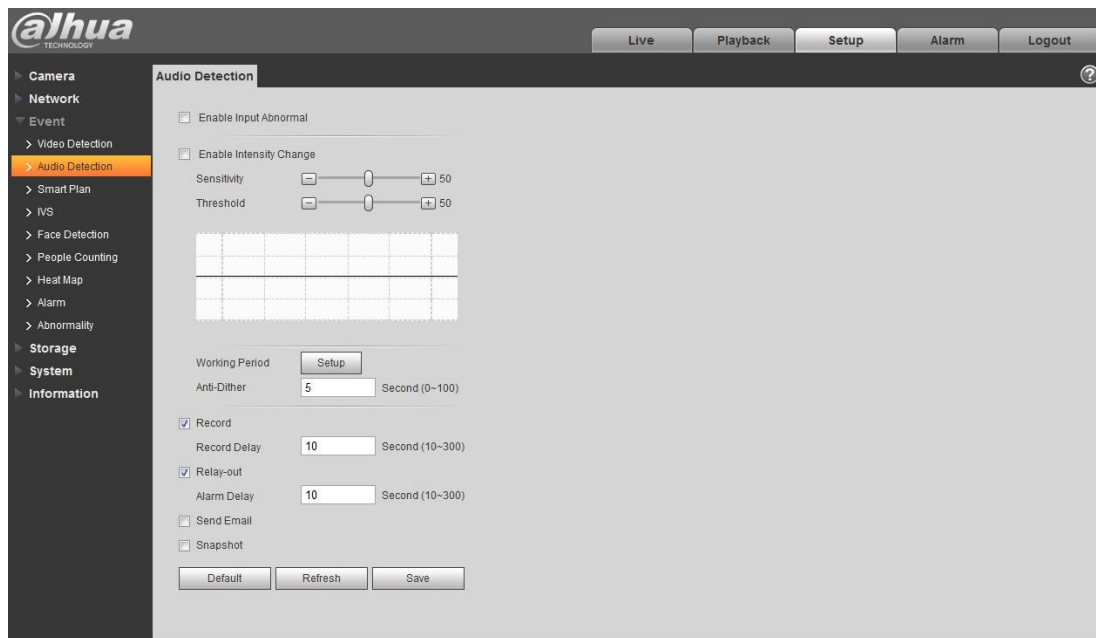 alhua
TECHNOLOGY
Live Playback Setup Alarm Logout
Camera
Network
Event
Video Detection
Audio Detection
Smart Plan
IVS
Face Detection
People Counting
Heat Map
Alarm
Abnormality
Storage
System
Information
Audio Detection
?
Enable Input Abnormal
Enable Intensity Change
Sensitivity - + 50
Threshold - + 50
Working Period Setup
Anti-Dither 5 Second (0~100)
Record
Record Delay 10 Second (10~300)
Relay-out
Alarm Delay 10 Second (10~300)
Send Email
Snapshot
Default Refresh Save